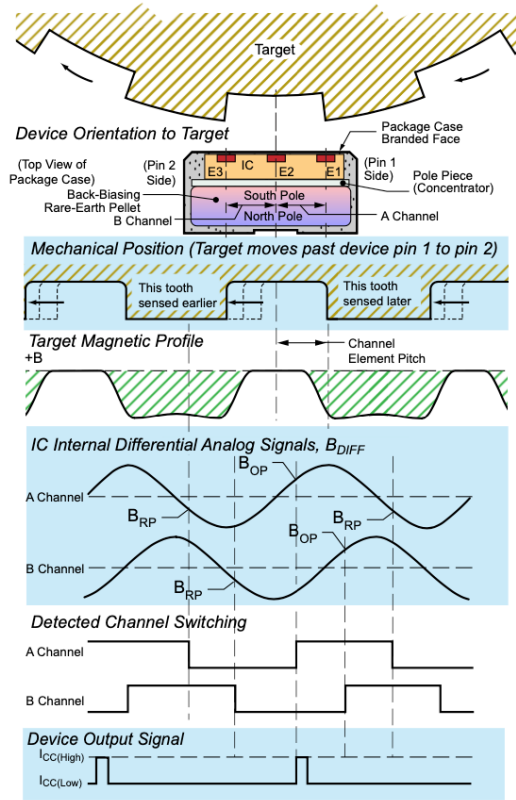 Target
Device Orientation to Target
Package Case
Branded Face
(Top View of
Package Case)
(Pin 2
Side)
E3
IC
E2
E1
(Pin 1
Side)
Pole Piece
(Concentrator)
Back-Biasing
Rare-Earth Pellet
South Pole
B Channel
North Pole
A Channel
Mechanical Position (Target moves past device pin 1 to pin 2)
This tooth
sensed earlier
This tooth
sensed later
Target Magnetic Profile
+B
Channel
Element Pitch
IC Internal Differential Analog Signals, BDIFF
BOP
A Channel
BRP
BRP
BOP
B Channel
BRP
Detected Channel Switching
A Channel
B Channel
Device Output Signal
ICC(High)
ICC(Low)